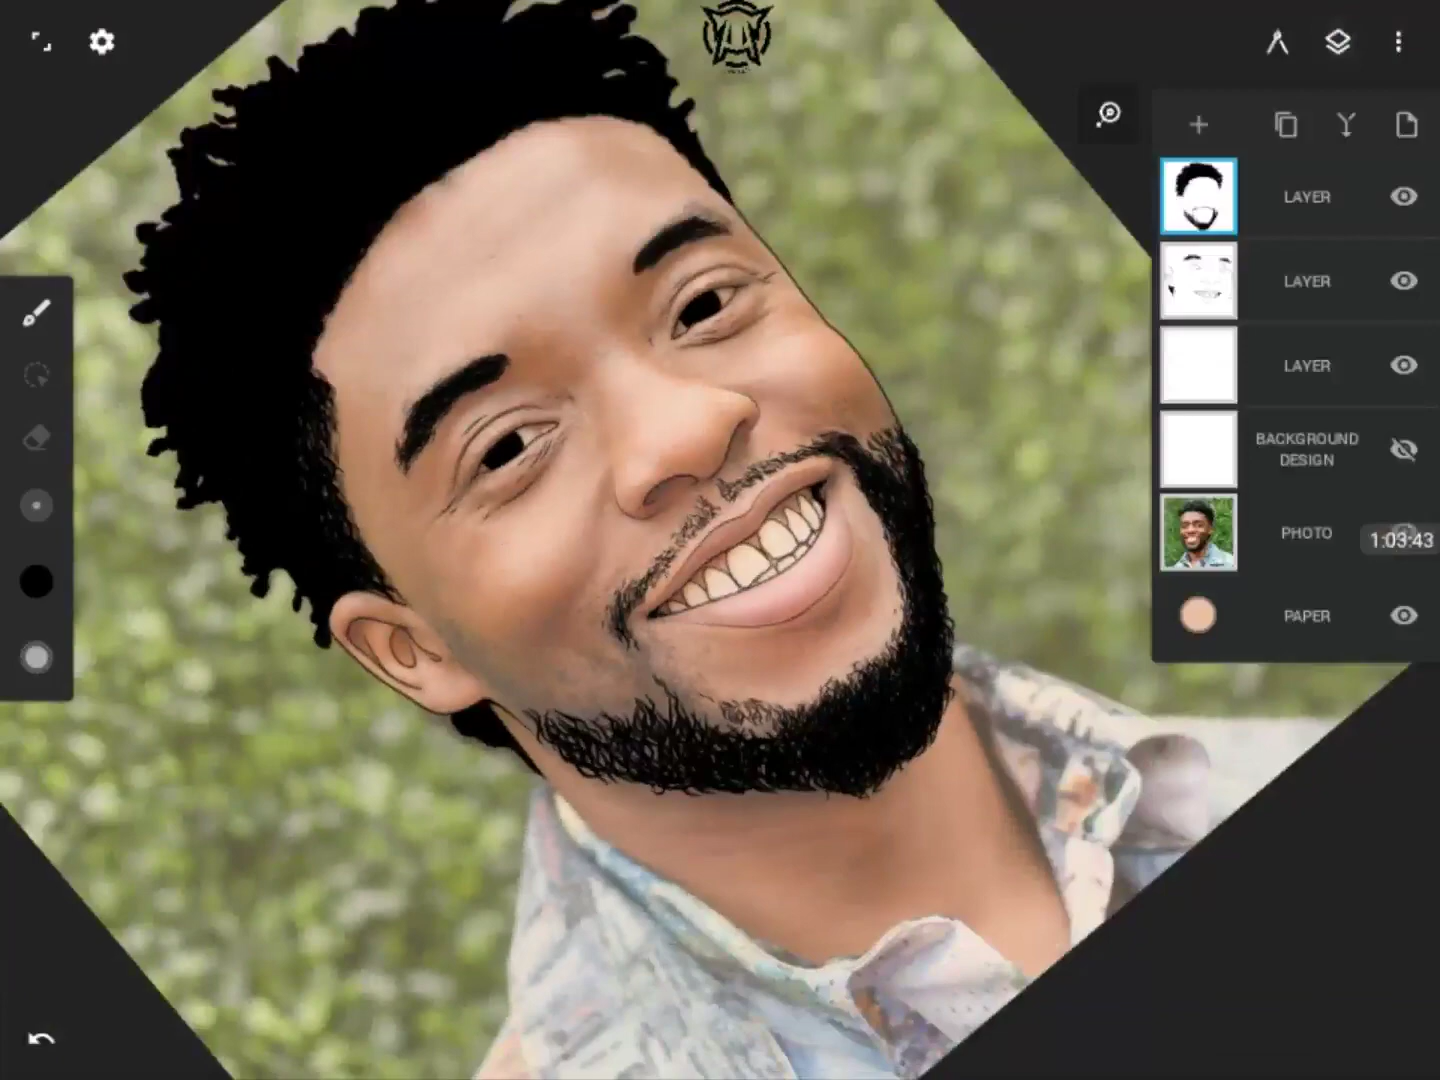 LAYER
LAYER
LAYER
BACKGROUND
DESIGN
PHOTO
1:03:43
PAPER